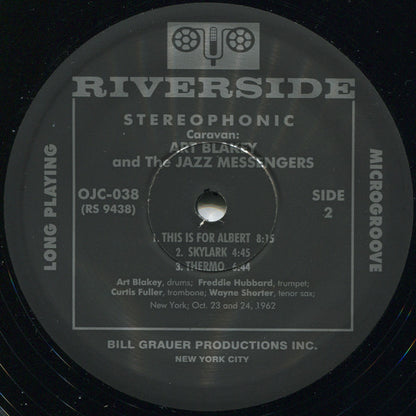 RIVERSIDE
STEREOPHONIC
Caravan:
ART BLAKEY
and The JAZZ MESSENGERS
LONG PLAYING
OJC-038
(RS 9438)
SIDE
2
MICROGROOVE
1. THIS IS FOR ALBERT 8:15
2. SKYLARK 4:45
3. THERMO 6:44
Art Blakey, drums; Freddie Hubbard, trumpet;
Curtis Fuller, trombone; Wayne Shorter, tenor sax;
New York; Oct. 23 and 24, 1962
BILL GRAUER PRODUCTIONS INC.
NEW YORK CITY